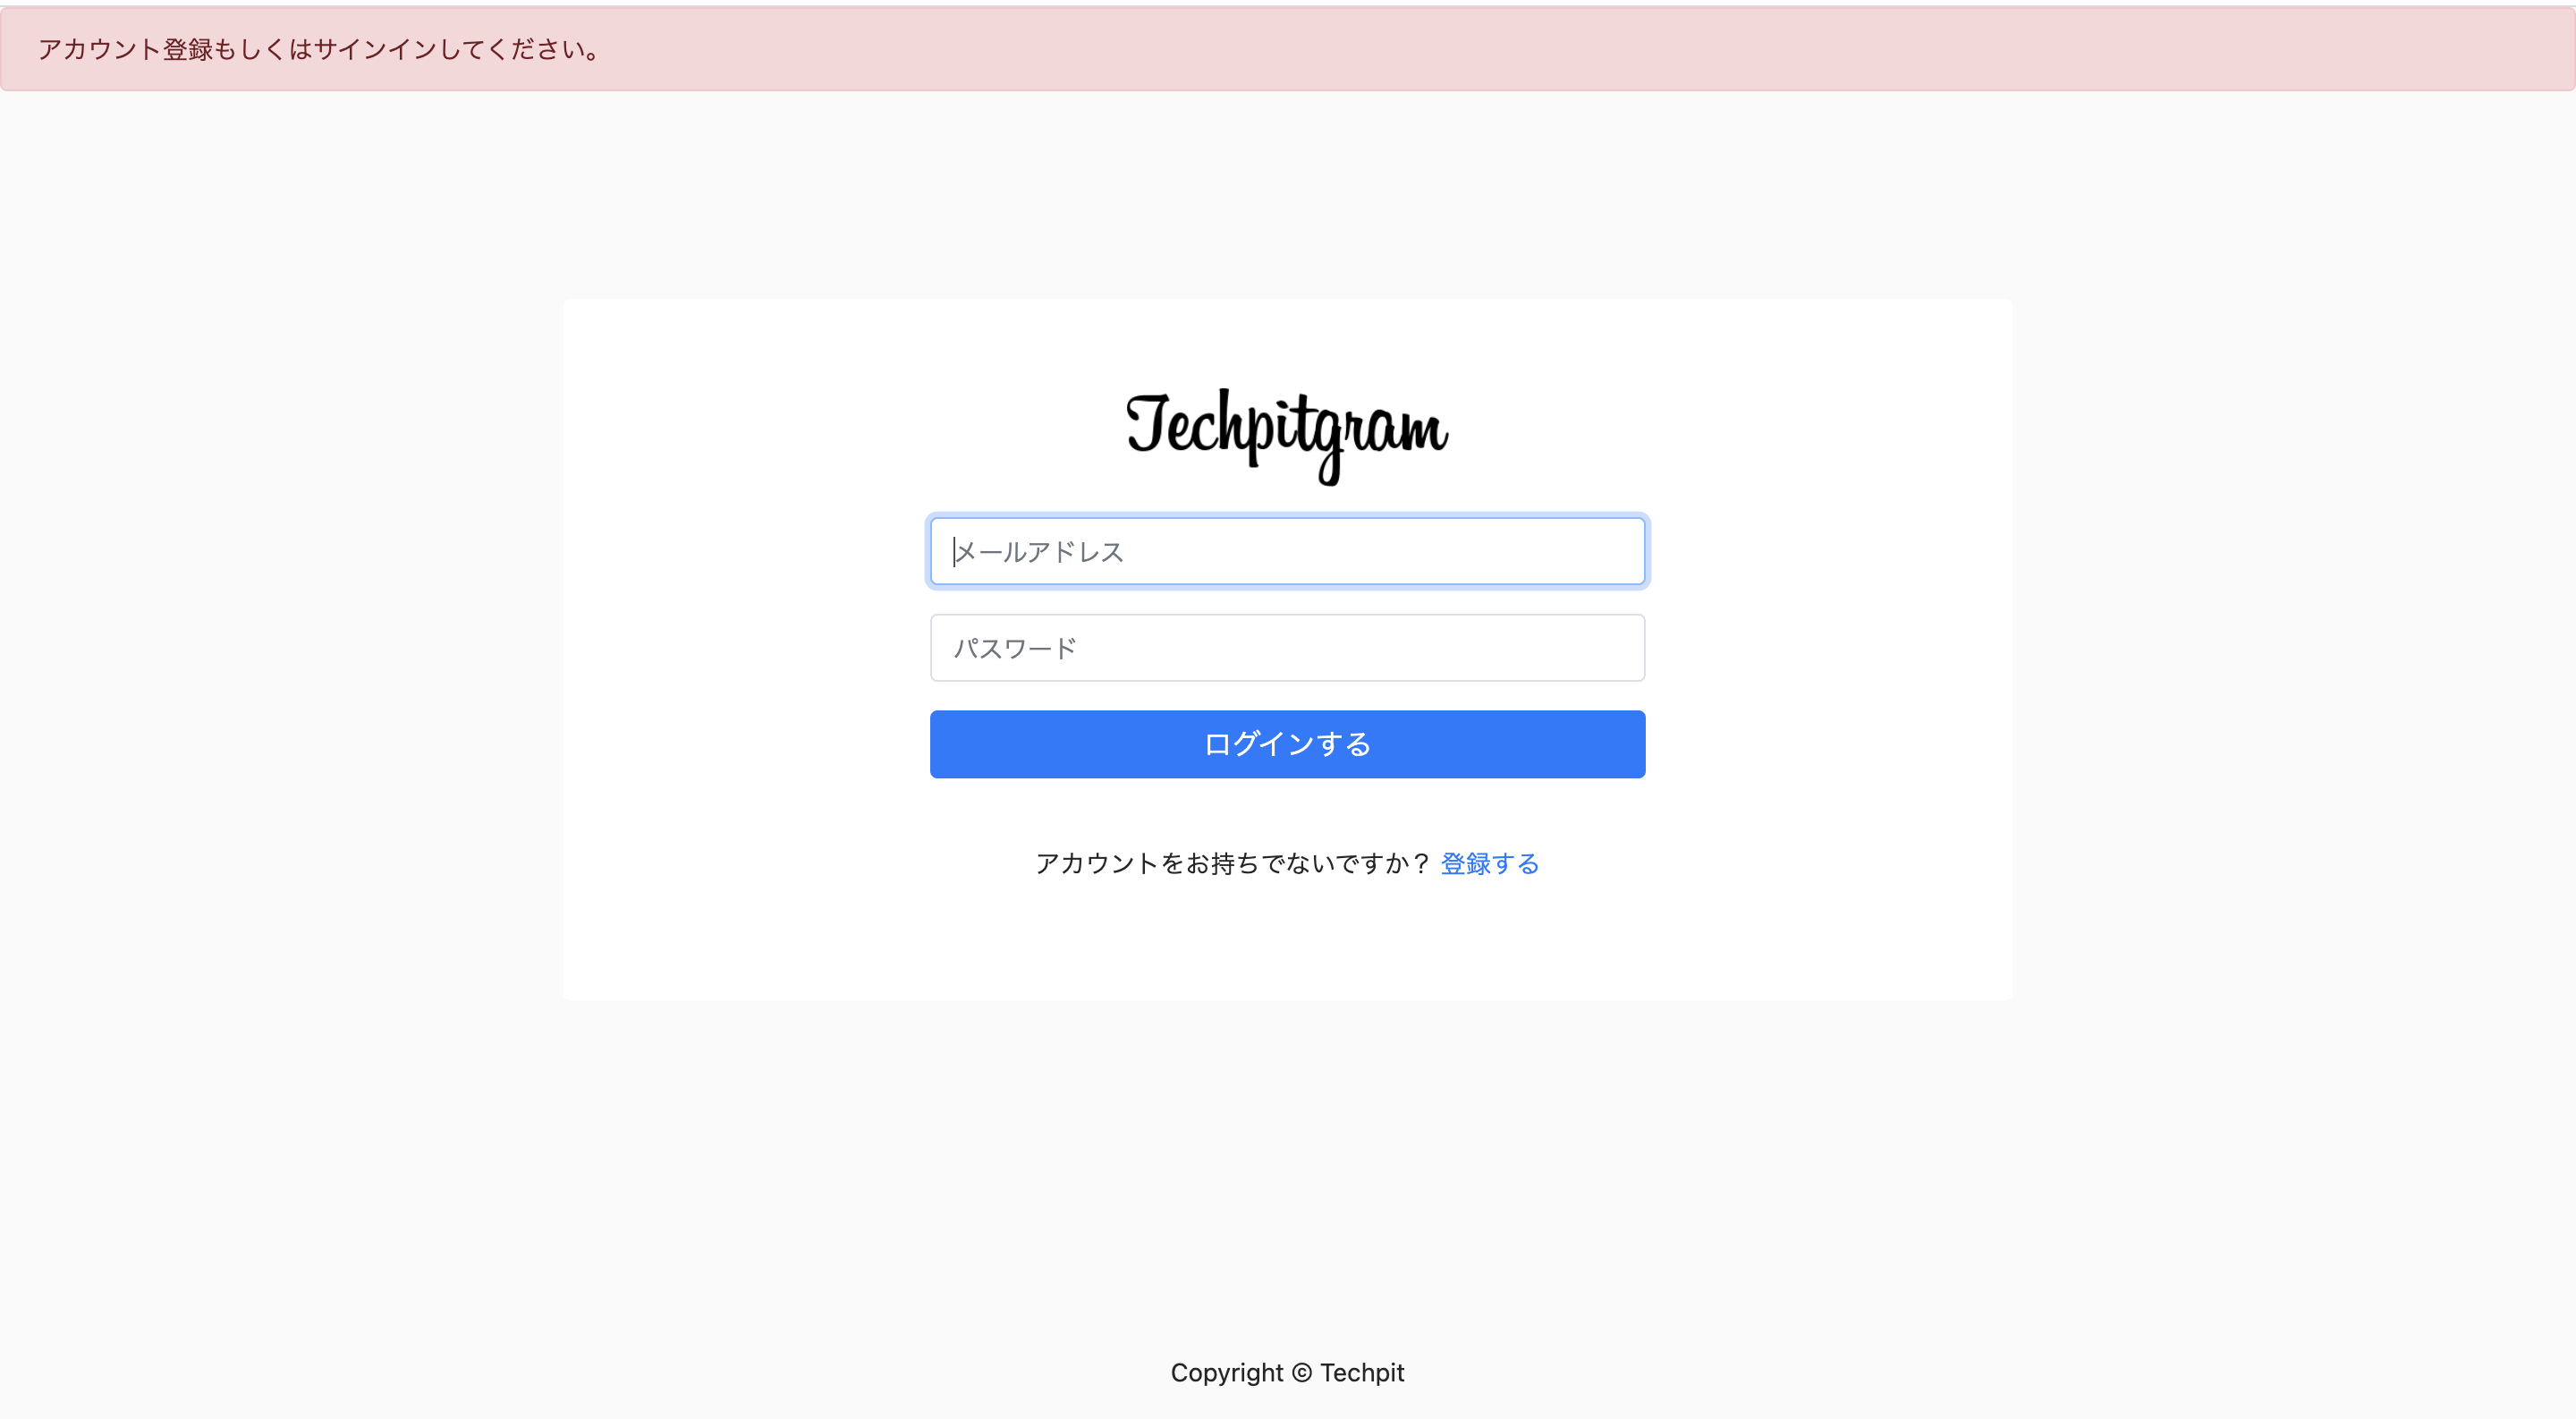 アカウント登録もしくはサインインしてください。
Techpitgram
メールアドレス
パスワード
ログインする
アカウントをお持ちでないですか？ 登録する
Copyright © Techpit